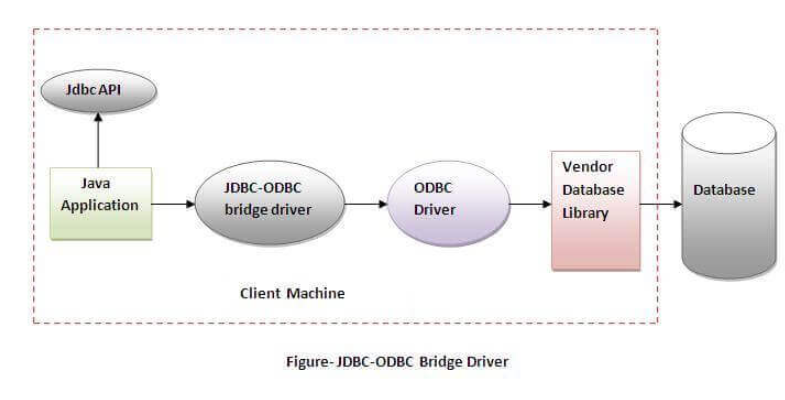 Jdbc API
Java
Application
JDBC-ODBC
bridge driver
ODBC
Driver
Vendor
Database
Library
Database
Client Machine
Figure- JDBC-ODBC Bridge Driver